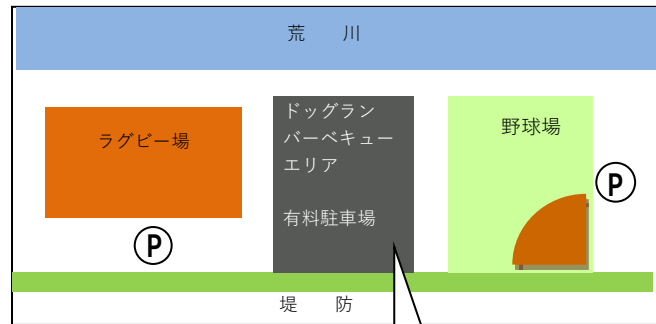 荒　川
ラグビー場
P
ドッグラン
バーベキュー
エリア
有料駐車場
野球場
P
堤　防